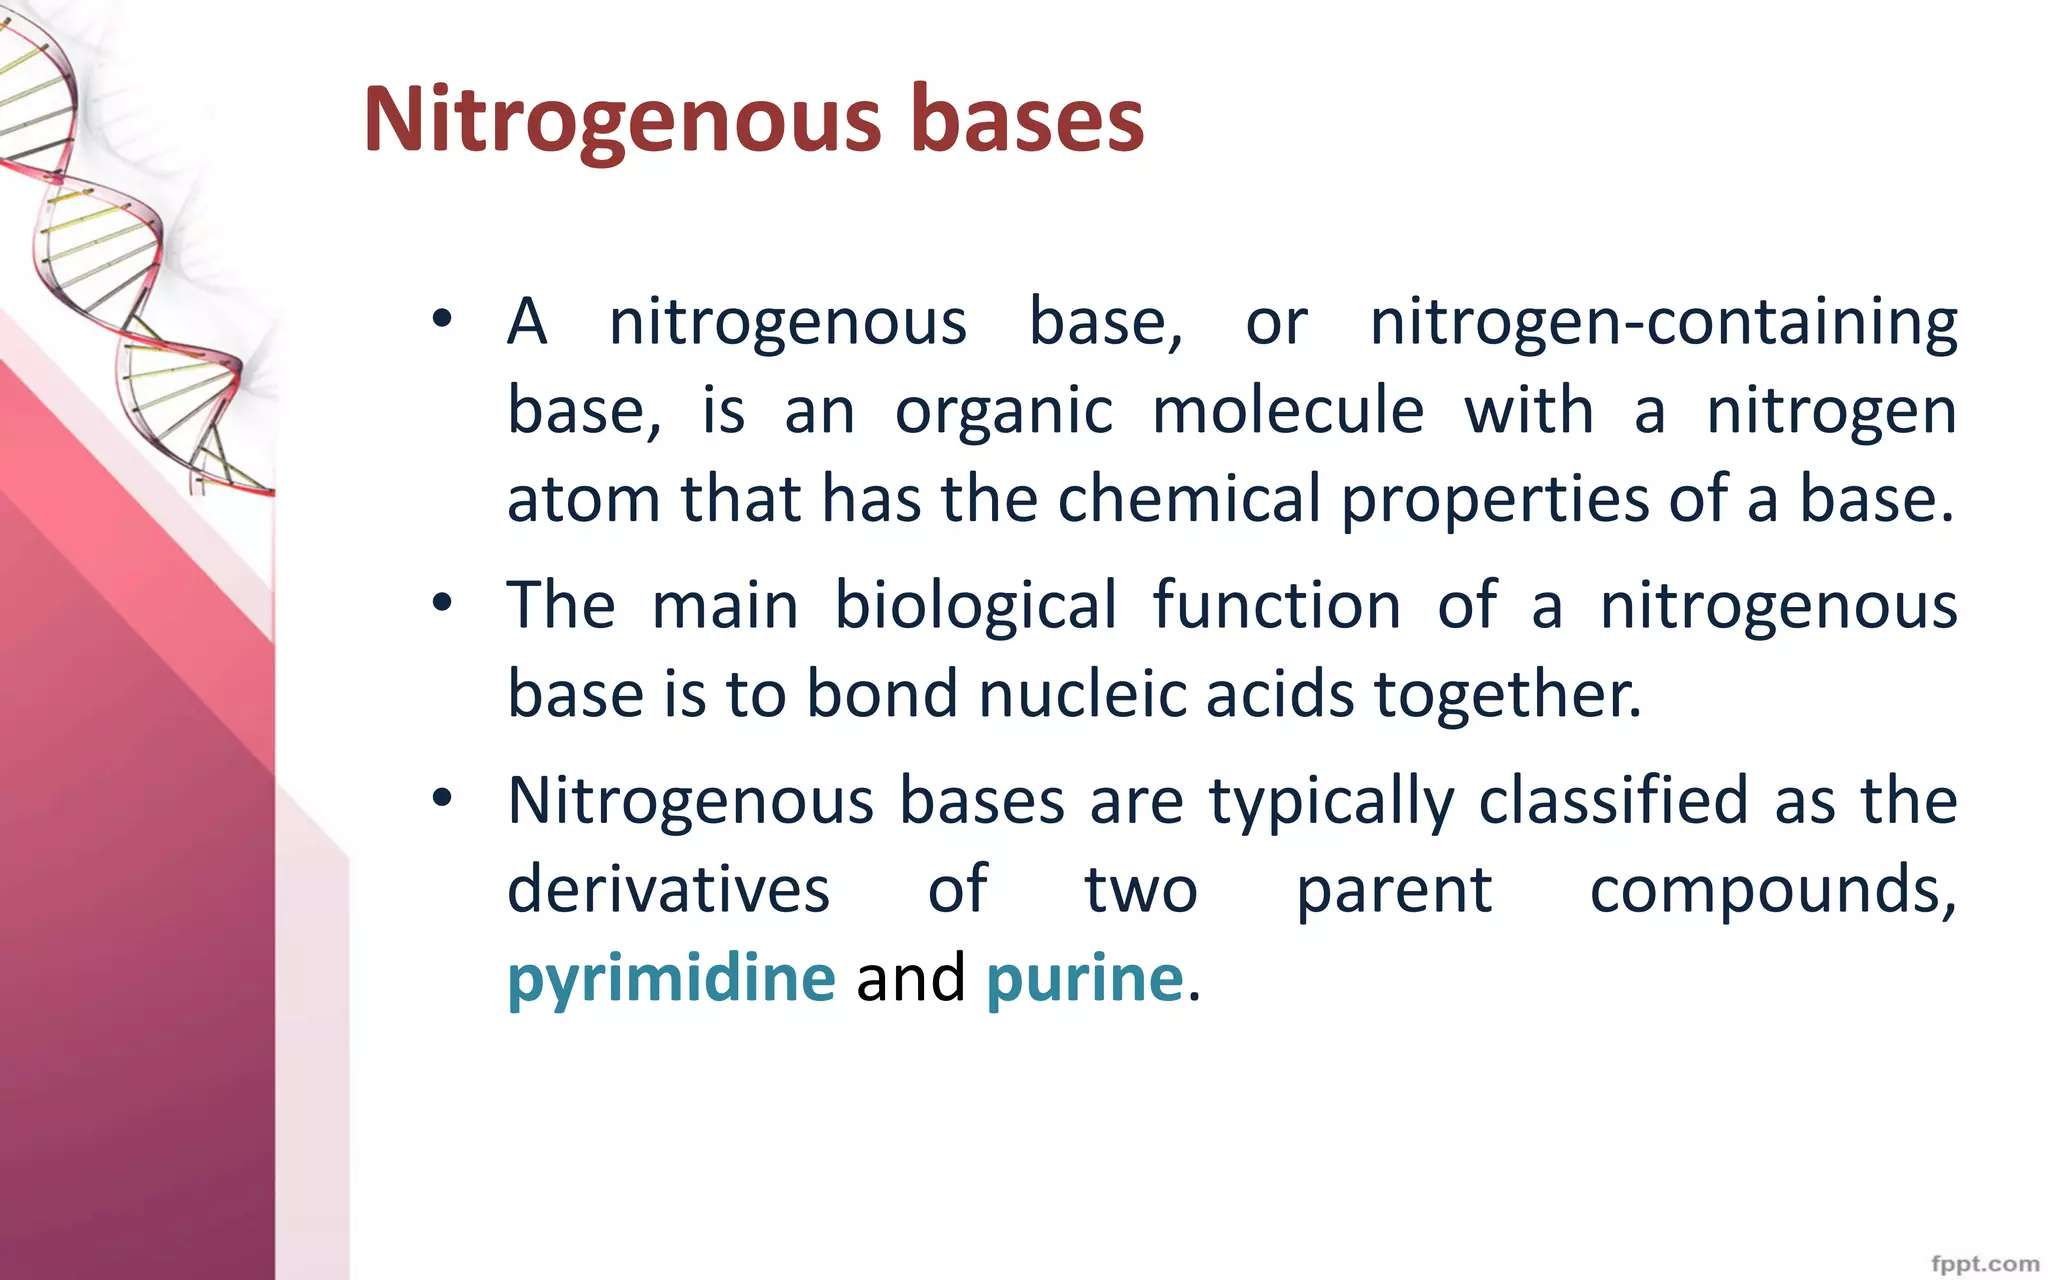 Nitrogenous bases
• A nitrogenous base, or nitrogen-containing
base, is an organic molecule with a nitrogen
atom that has the chemical properties of a base.
• The main biological function of a nitrogenous
base is to bond nucleic acids together.
• Nitrogenous bases are typically classified as the
derivatives of two parent compounds,
pyrimidine and purine.
fppt.com